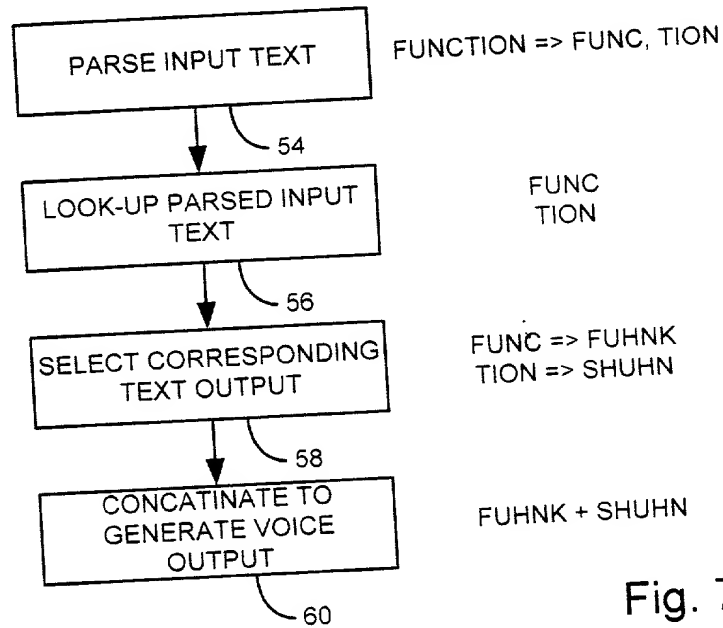 PARSE INPUT TEXT
FUNCTION => FUNC, TION
54
LOOK-UP PARSED INPUT
TEXT
FUNC
TION
56
SELECT CORRESPONDING
TEXT OUTPUT
FUNC => FUHNK
TION => SHUHN
58
CONCATINATE TO
GENERATE VOICE
OUTPUT
FUHNK + SHUHN
60
Fig.